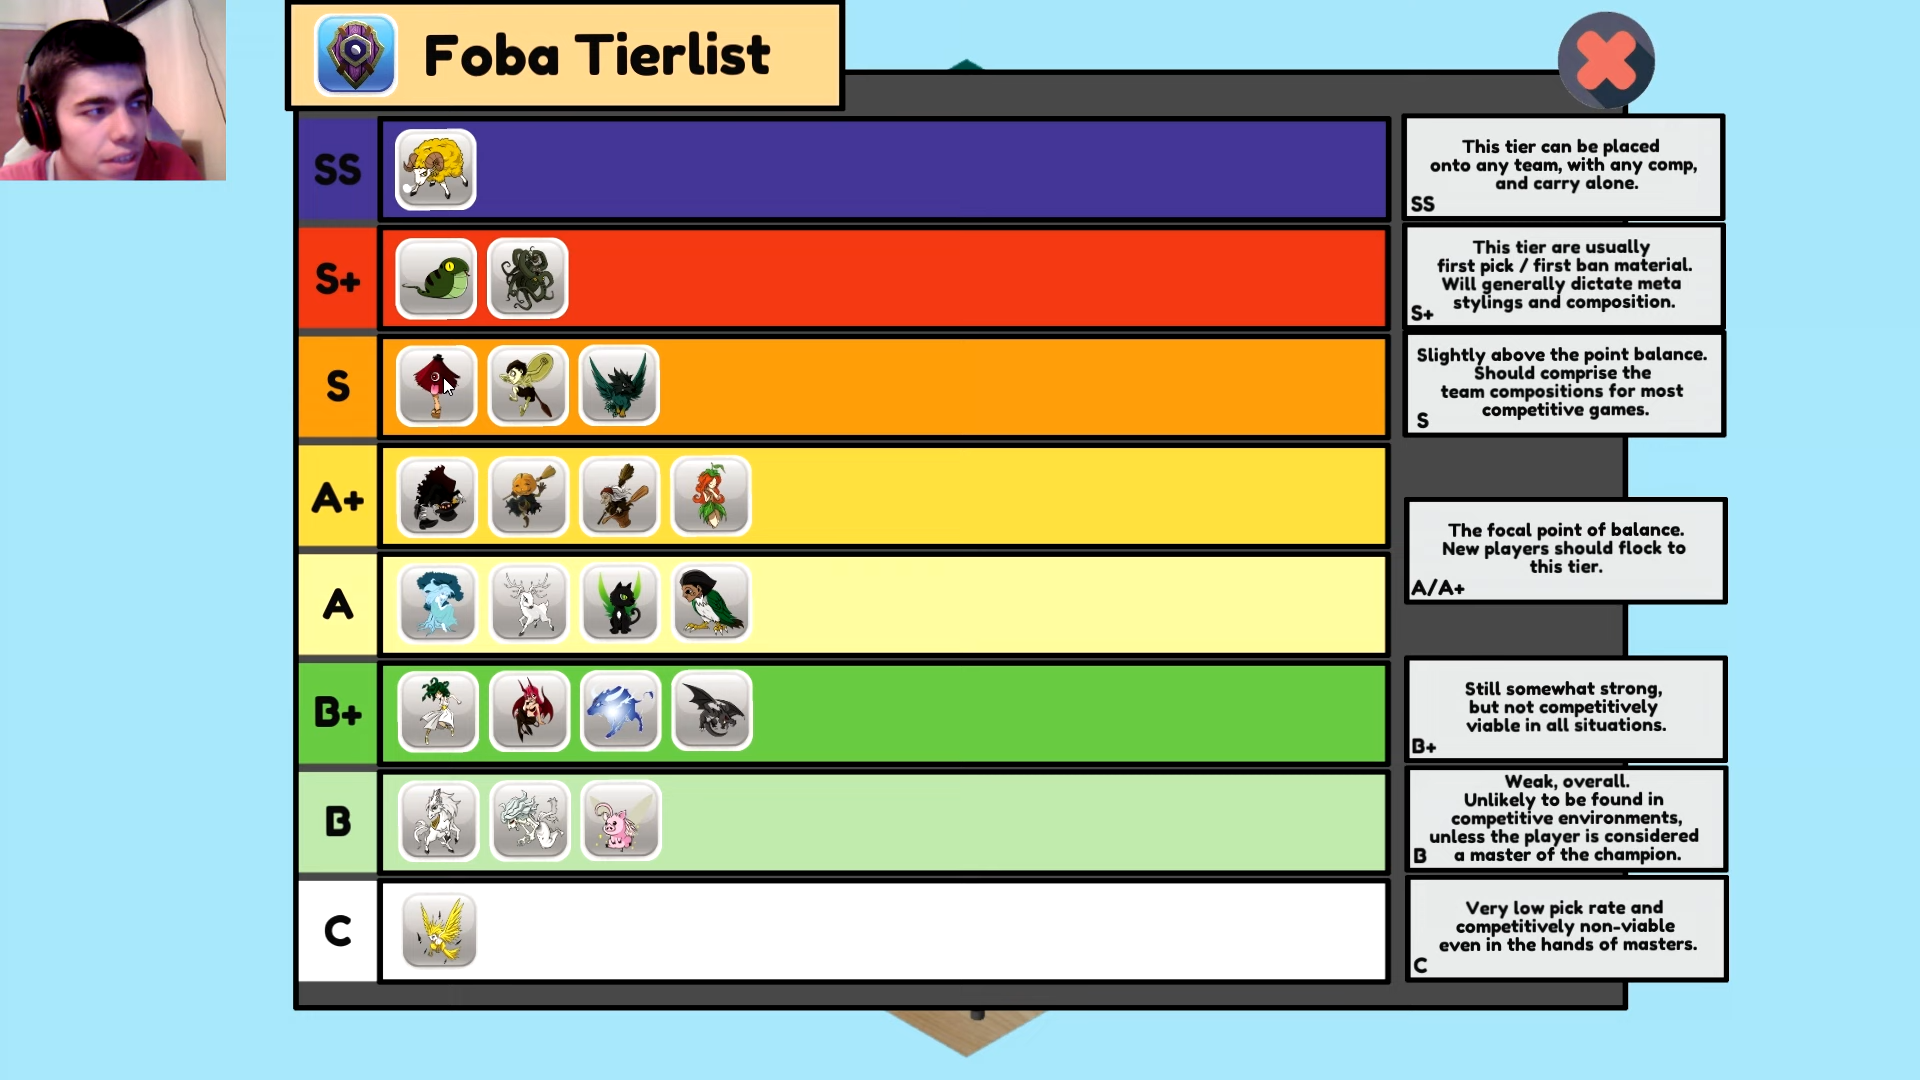 Foba Tierlist
SS
This tier can be placed
onto any team, with any comp,
and carry alone.
SS
S+
This tier are usually
first pick / first ban material.
Will generally dictate meta
stylings and composition.
S+
S
Slightly above the point balance.
Should comprise the
team compositions for most
competitive games.
S
A+
The focal point of balance.
New players should flock to
this tier.
A/A+
A
B+
Still somewhat strong,
but not competitively
viable in all situations.
B+
B
Weak, overall.
Unlikely to be found in
competitive environments,
unless the player is considered
B a master of the champion.
C
Very low pick rate and
competitively non-viable
even in the hands of masters.
C